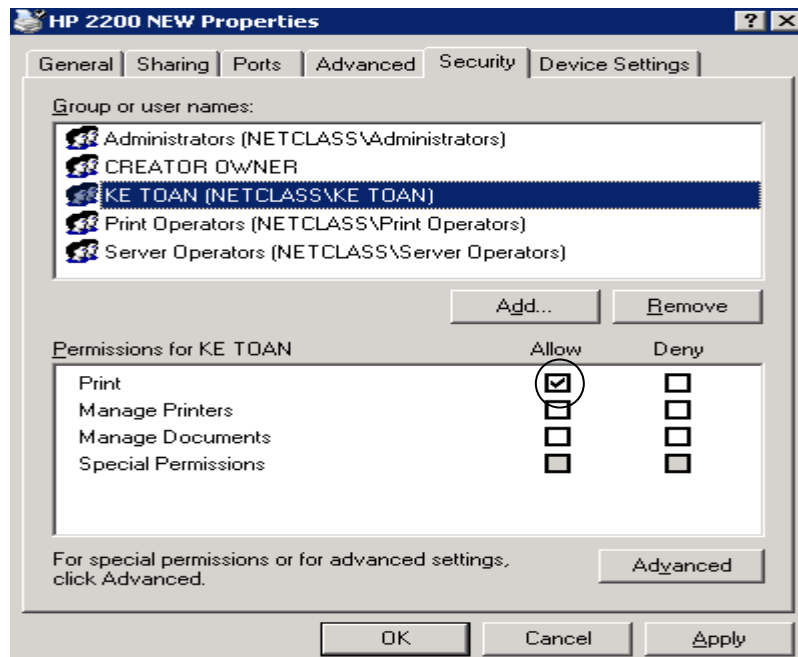 HP 2200 NEW Properties
General Sharing Ports Advanced Security Device Settings
Group or user names:
Administrators (NETCLASS\Administrators)
CREATOR OWNER
KE TOAN (NETCLASS\KE TOAN)
Print Operators (NETCLASS\Print Operators)
Server Operators (NETCLASS\Server Operators)
Add... Remove
Permissions for KE TOAN Allow Deny
Print
Manage Printers
Manage Documents
Special Permissions
For special permissions or for advanced settings,
click Advanced.
Advanced
OK Cancel Apply